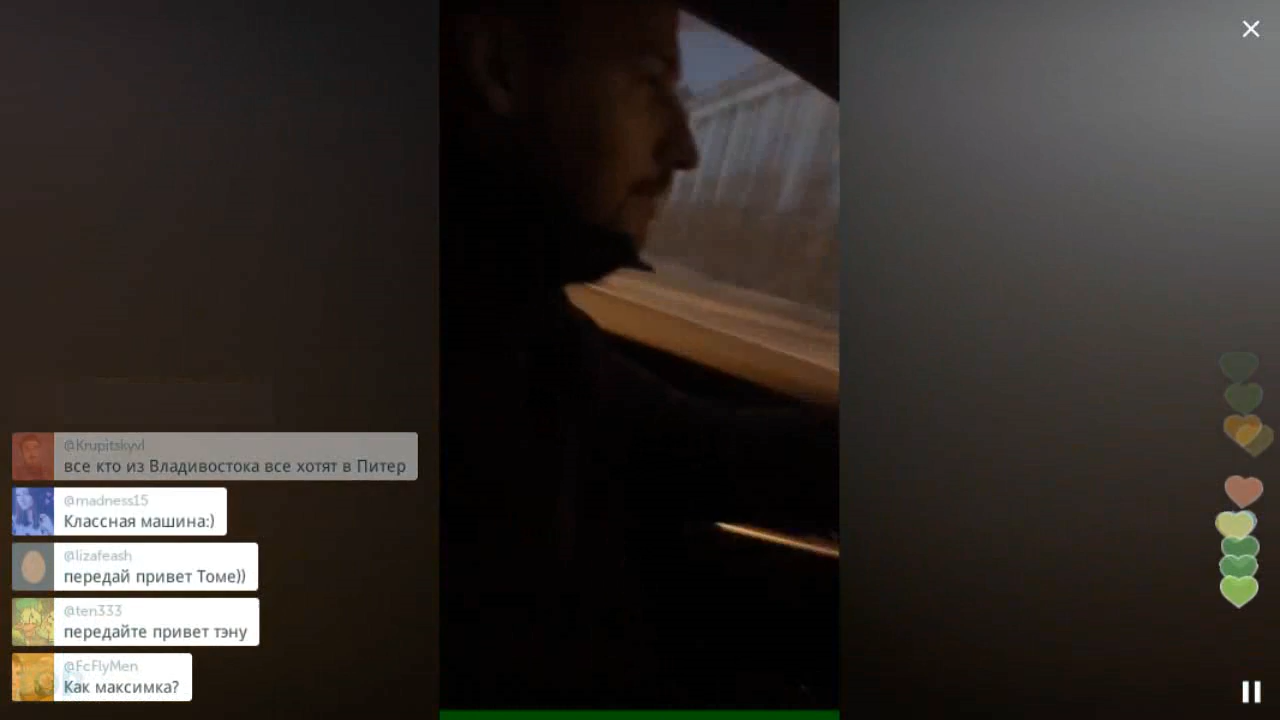 @Krupitskyvl
все кто из Владивостока все хотят в Питер
@madness15
Классная машина:)
@lizafeash
передай привет Томе))
@ten333
передайте привет тэну
@FcFlyMen
Как максимка?